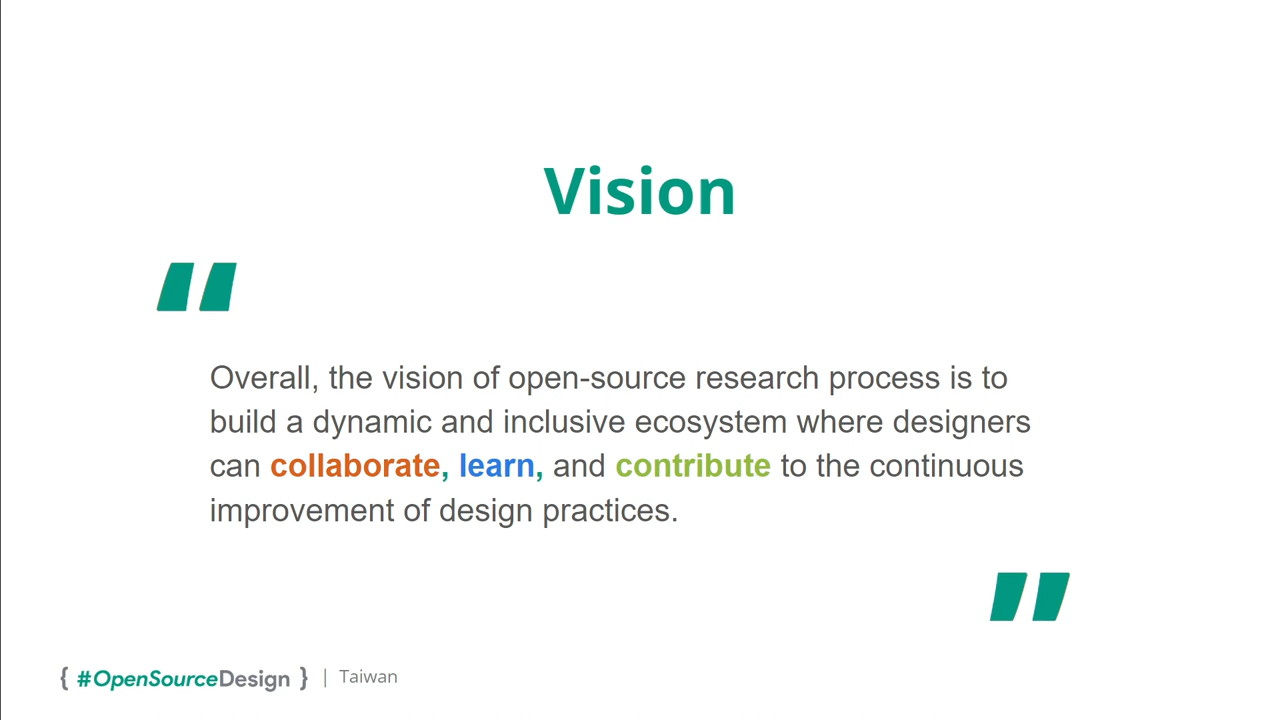 Vision
“
Overall, the vision of open-source research process is to
build a dynamic and inclusive ecosystem where designers
can collaborate, learn, and contribute to the continuous
improvement of design practices.
”
{ #OpenSourceDesign } | Taiwan